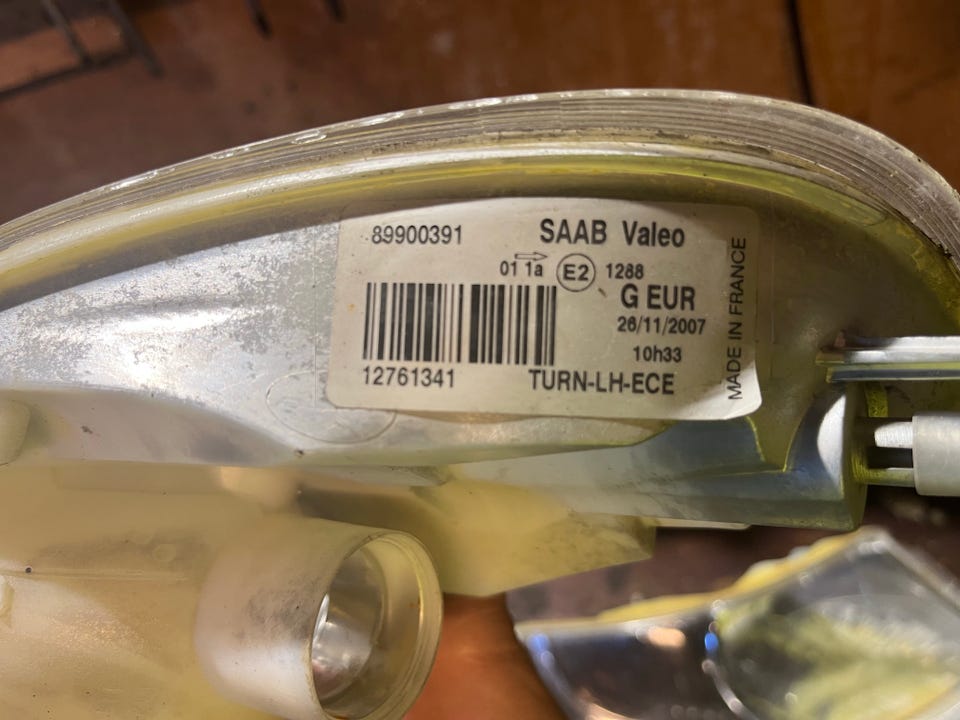 89900391
SAAB Valeo
01 1a E2 1288
G EUR
26/11/2007
10h33
12761341
TURN-LH-ECE
MADE IN FRANCE